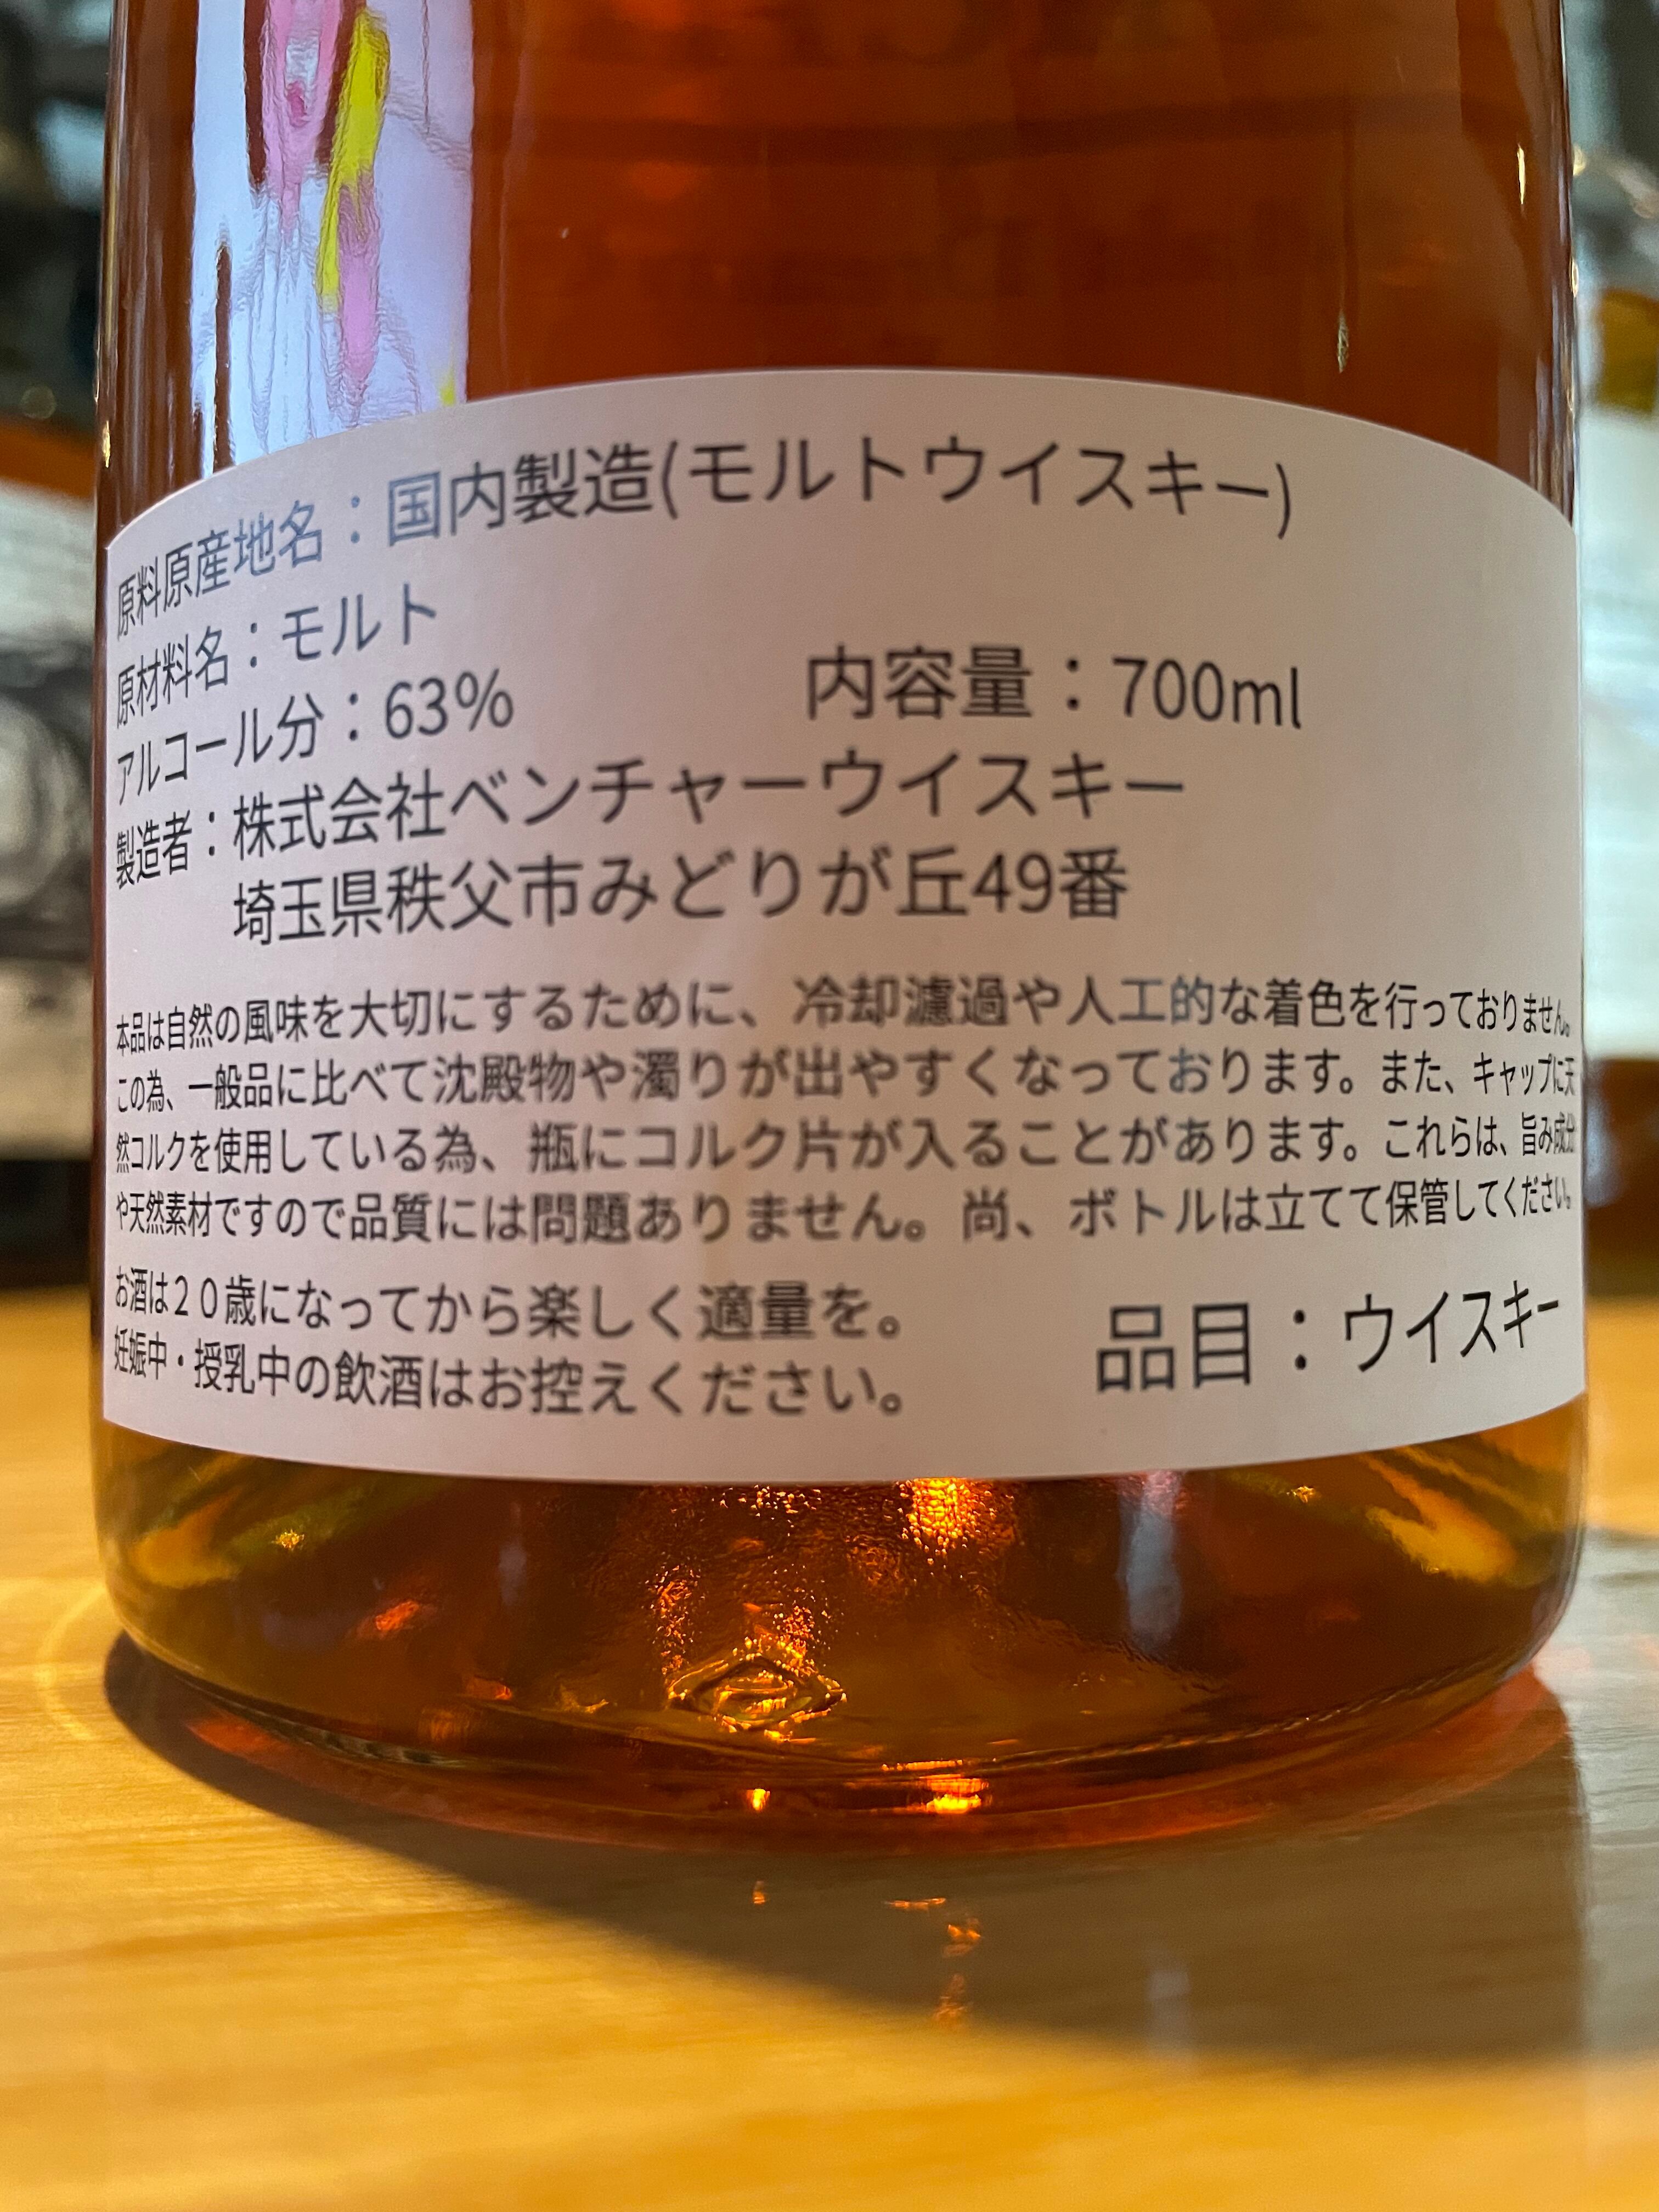 原料原産地名：国内製造(モルトウイスキー)
原材料名：モルト
アルコール分：63% 内容量：700ml
製造者：株式会社ベンチャーウイスキー
埼玉県秩父市みどりが丘49番
本品は自然の風味を大切にするために、冷却濾過や人工的な着色を行っておりません。
この為、一般品に比べて沈殿物や濁りが出やすくなっております。また、キャップに天
然コルクを使用している為、瓶にコルク片が入ることがあります。これらは、旨み成分
や天然素材ですので品質には問題ありません。尚、ボトルは立てて保管してください。
お酒は２０歳になってから楽しく適量を。
妊娠中・授乳中の飲酒はお控えください。
品目：ウイスキー